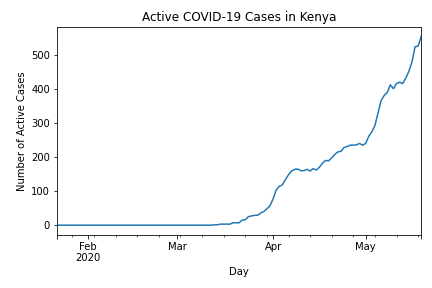 Active COVID-19 Cases in Kenya
Number of Active Cases
500
400
300
200
100
0
Feb
2020
Mar
Apr
May
Day